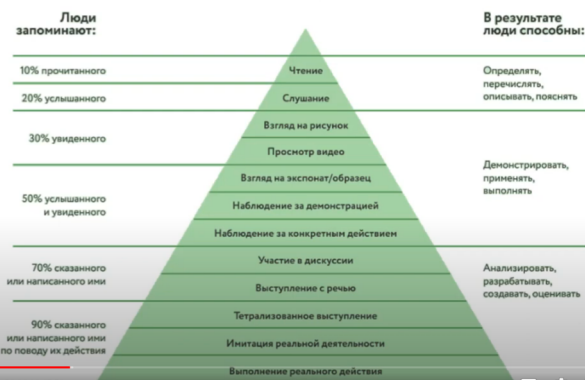 Люди
запоминают:
В результате
люди способны:
10% прочитанного
20% услышанного
30% увиденного
50% услышанного
и увиденного
70% сказанного
или написанного ими
90% сказанного
или написанного ими
по поводу их действия
Чтение
Слушание
Взгляд на рисунок
Просмотр видео
Взгляд на экспонат/образец
Наблюдение за демонстрацией
Наблюдение за конкретным действием
Участие в дискуссии
Выступление с речью
Тетрализованное выступление
Имитация реальной деятельности
Выполнение реального действия
Определять,
перечислять,
описывать, пояснять
Демонстрировать,
применять,
выполнять
Анализировать,
разрабатывать,
создавать, оценивать